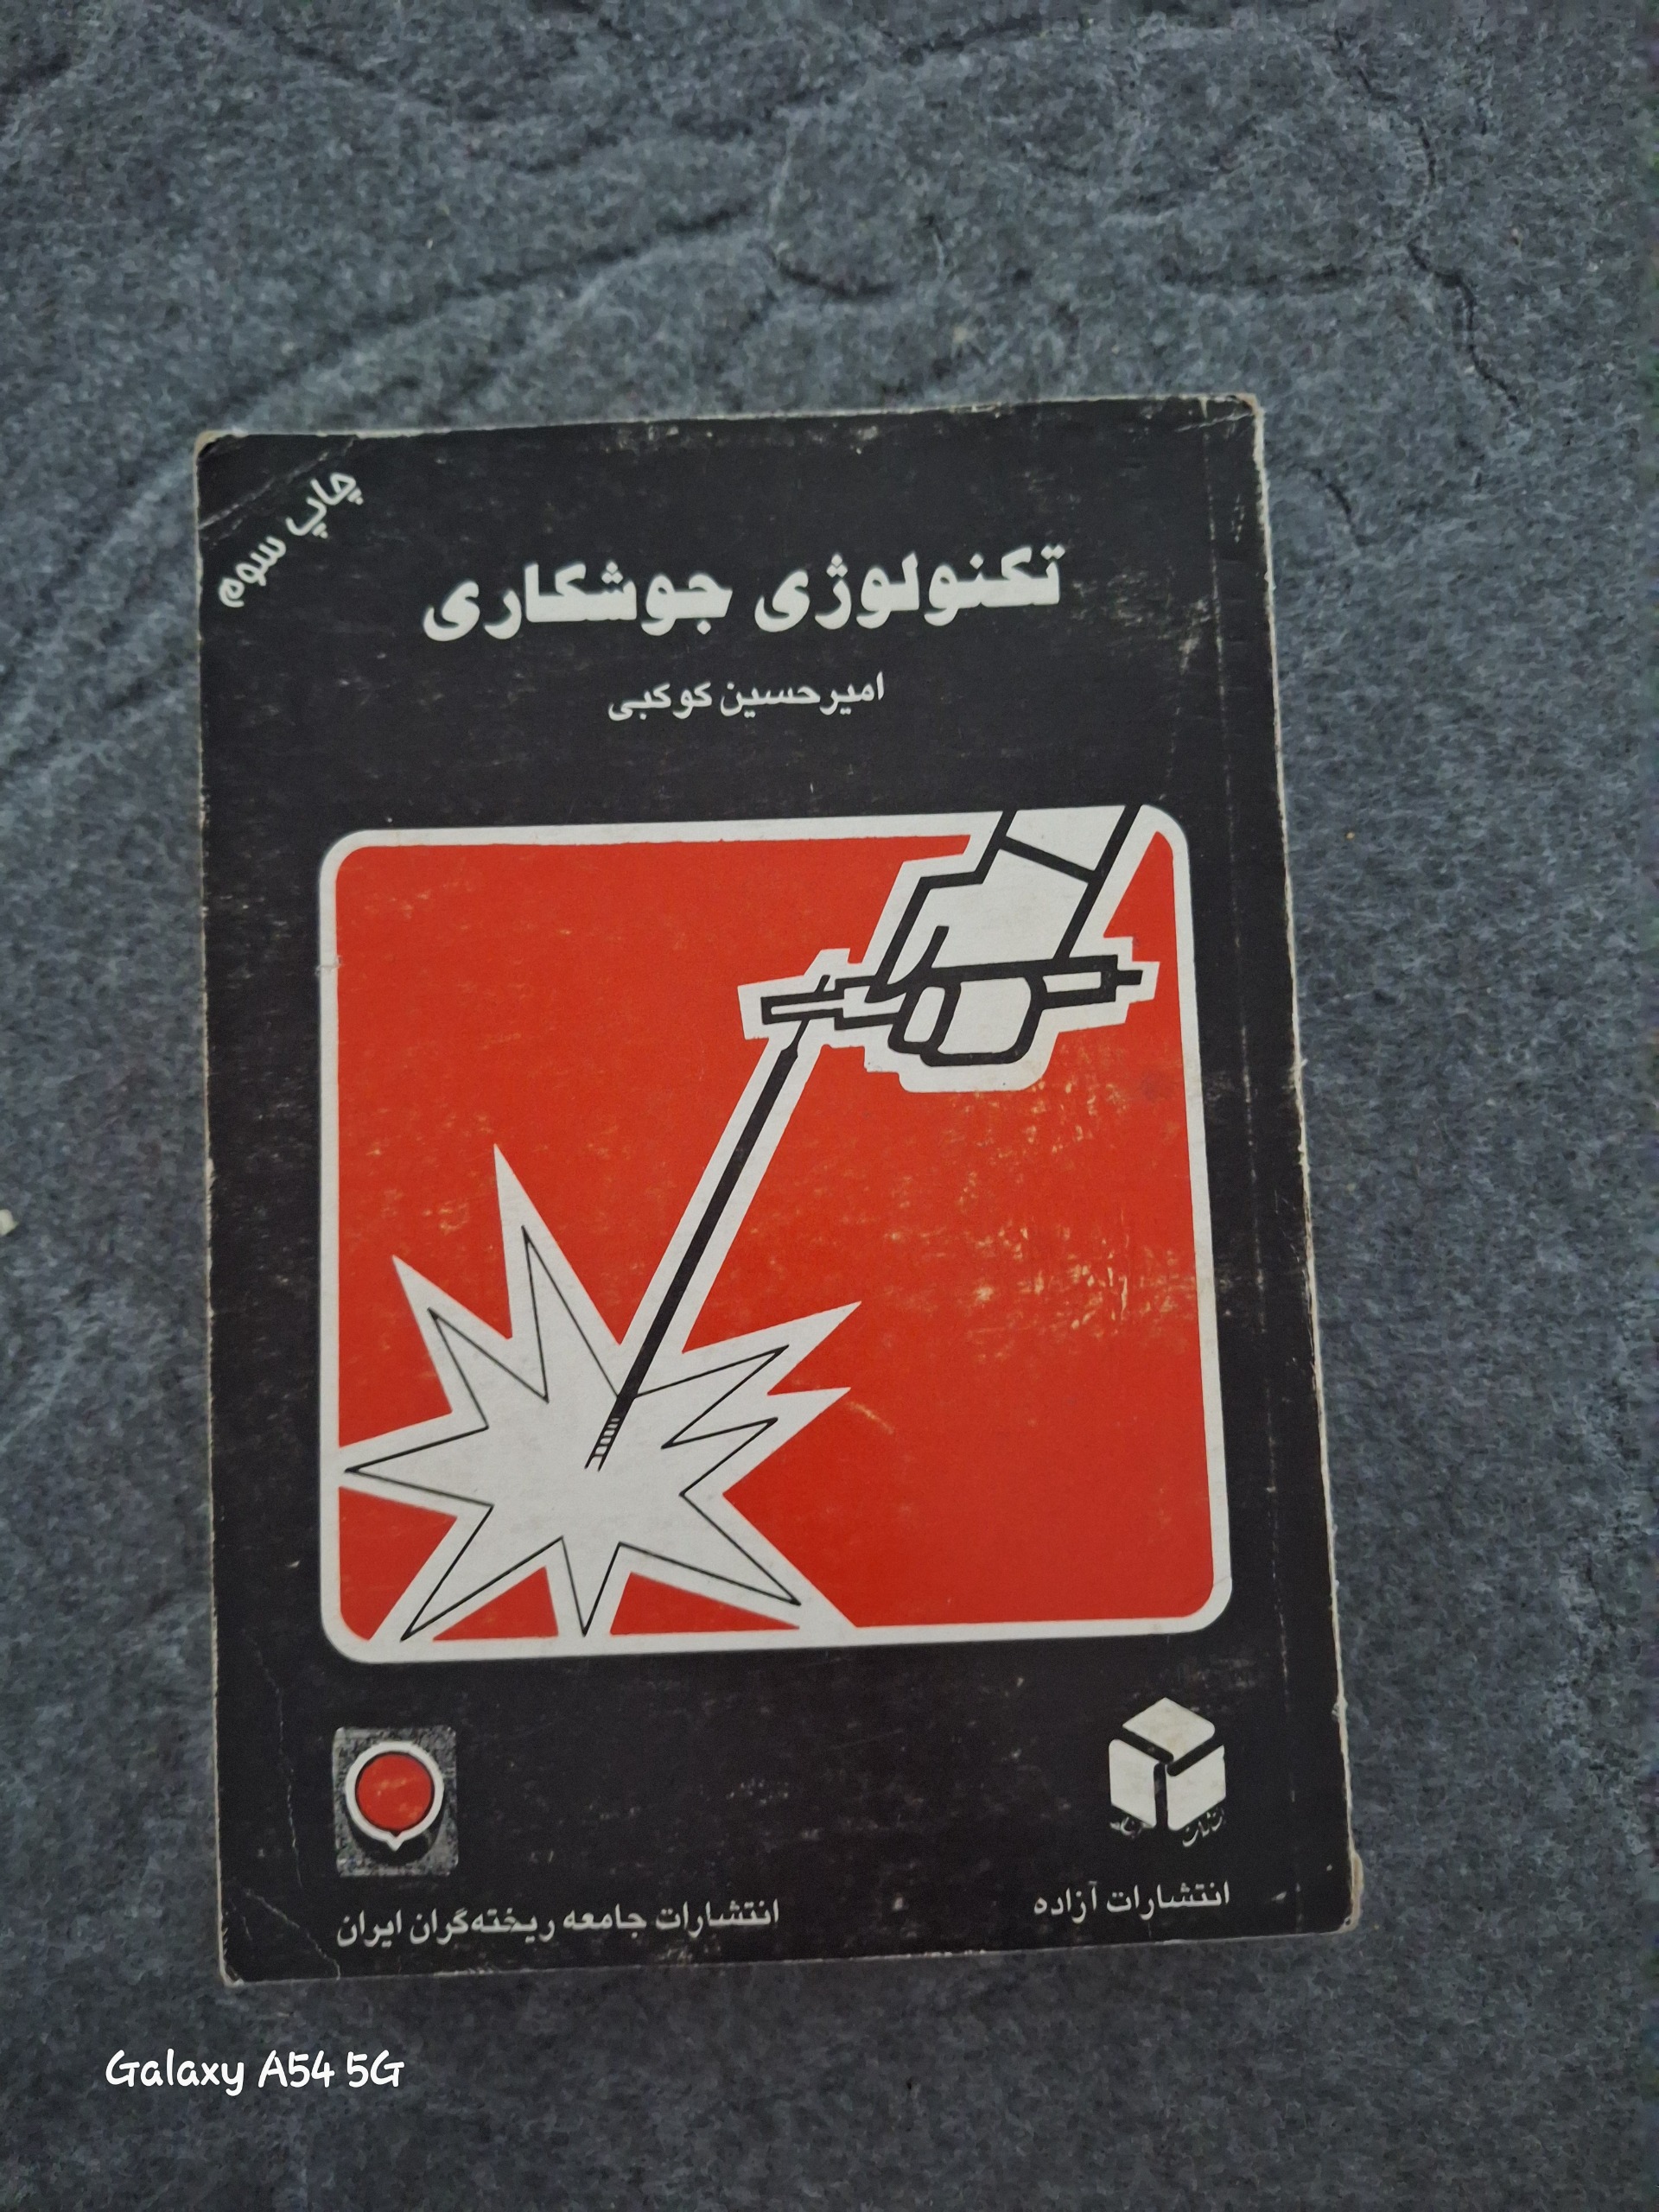 چاپ سوم
تکنولوژی جوشکاری
امیرحسین کوکبی
انتشارات آزاده
انتشارات جامعه ریخته‌گران ایران
Galaxy A54 5G